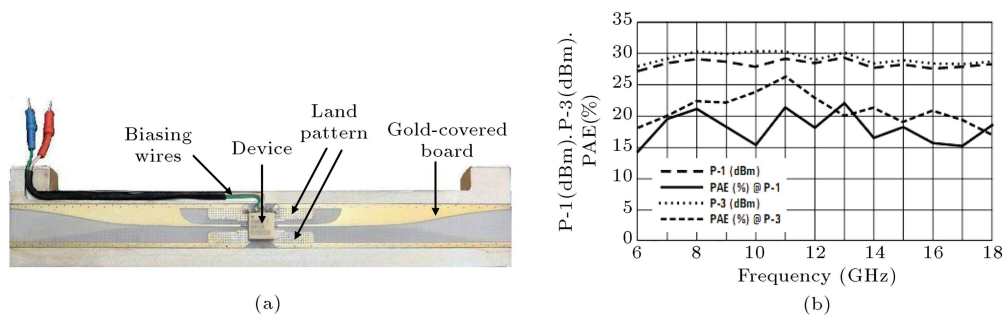 Biasing
wires
Device
Land
pattern
Gold-covered
board
(a)
P-1(dBm).P-3(dBm).
PAE(%)
35
30
25
20
15
10
5
0
P-1 (dBm)
PAE (%) @ P-1
P-3 (dBm)
PAE (%) @ P-3
6 8 10 12 14 16 18
Frequency (GHz)
(b)